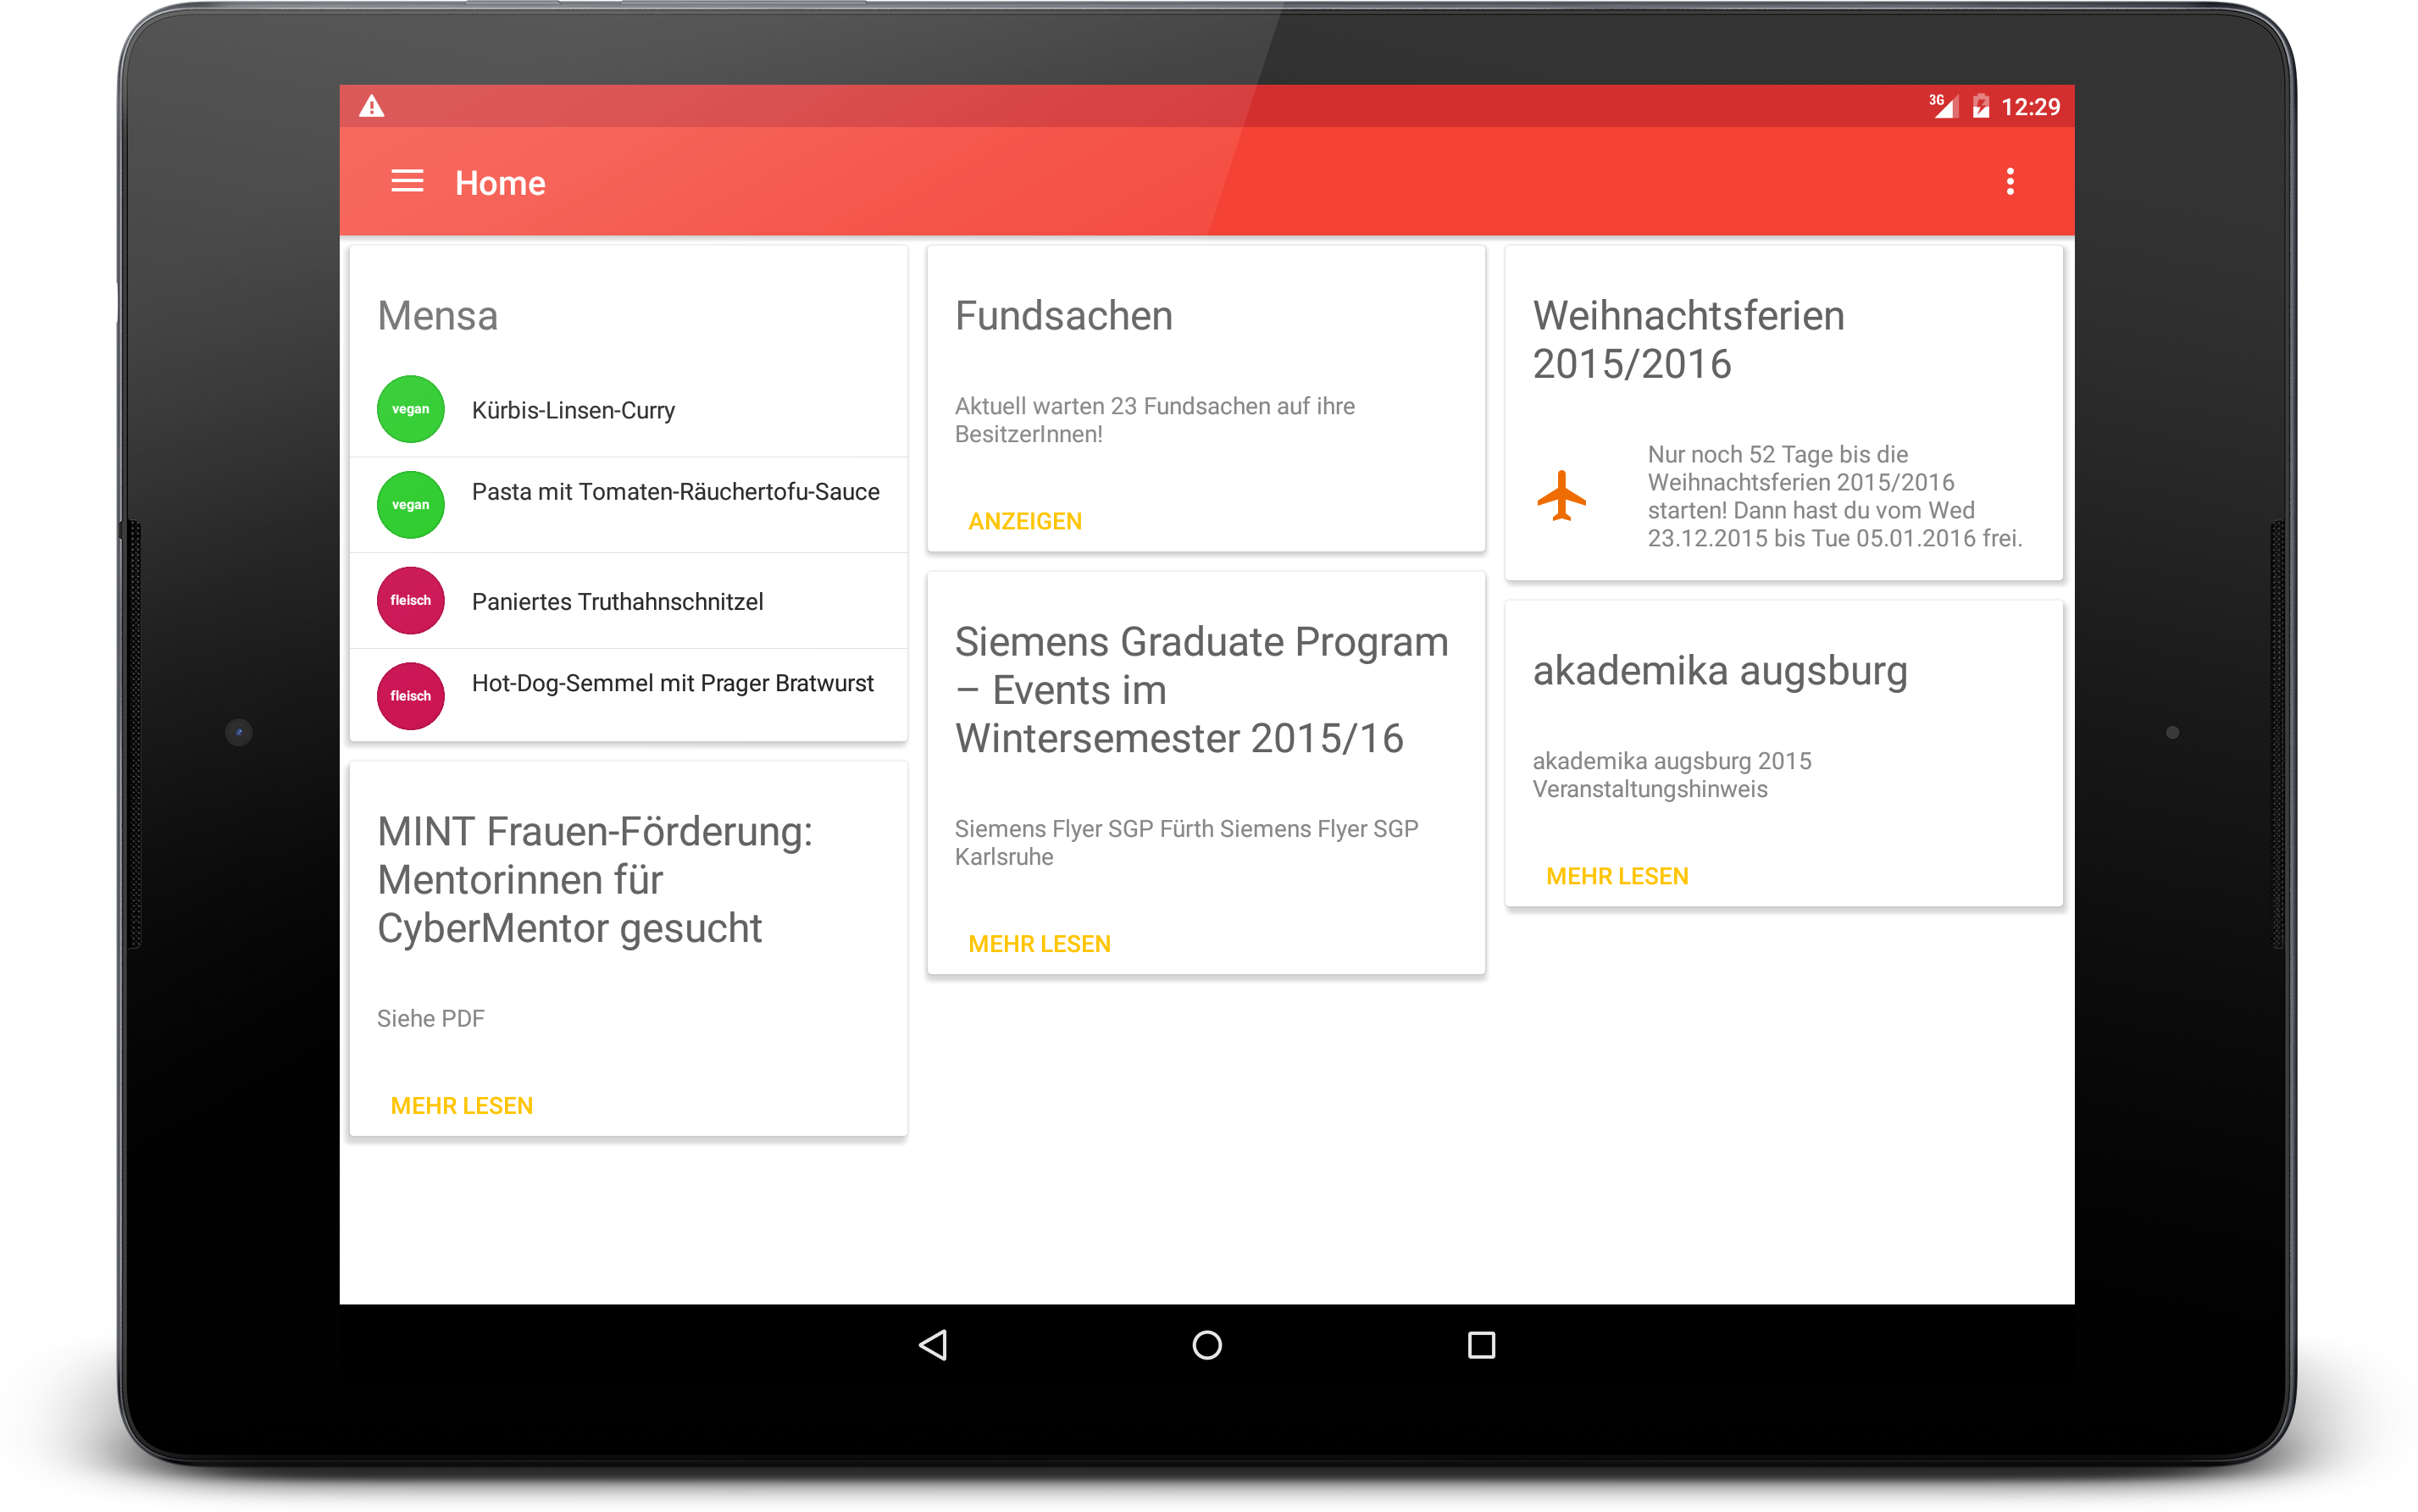 3G
12:29
Home
Mensa
vegan
Kürbis-Linsen-Curry
vegan
Pasta mit Tomaten-Räuchertofu-Sauce
fleisch
Paniertes Truthahnschnitzel
fleisch
Hot-Dog-Semmel mit Prager Bratwurst
MINT Frauen-Förderung:
Mentorinnen für
CyberMentor gesucht
Siehe PDF
MEHR LESEN
Fundsachen
Aktuell warten 23 Fundsachen auf ihre
BesitzerInnen!
ANZEIGEN
Siemens Graduate Program
– Events im
Wintersemester 2015/16
Siemens Flyer SGP Fürth Siemens Flyer SGP
Karlsruhe
MEHR LESEN
Weihnachtsferien
2015/2016
Nur noch 52 Tage bis die
Weihnachtsferien 2015/2016
starten! Dann hast du vom Wed
23.12.2015 bis Tue 05.01.2016 frei.
akademika augsburg
akademika augsburg 2015
Veranstaltungshinweis
MEHR LESEN